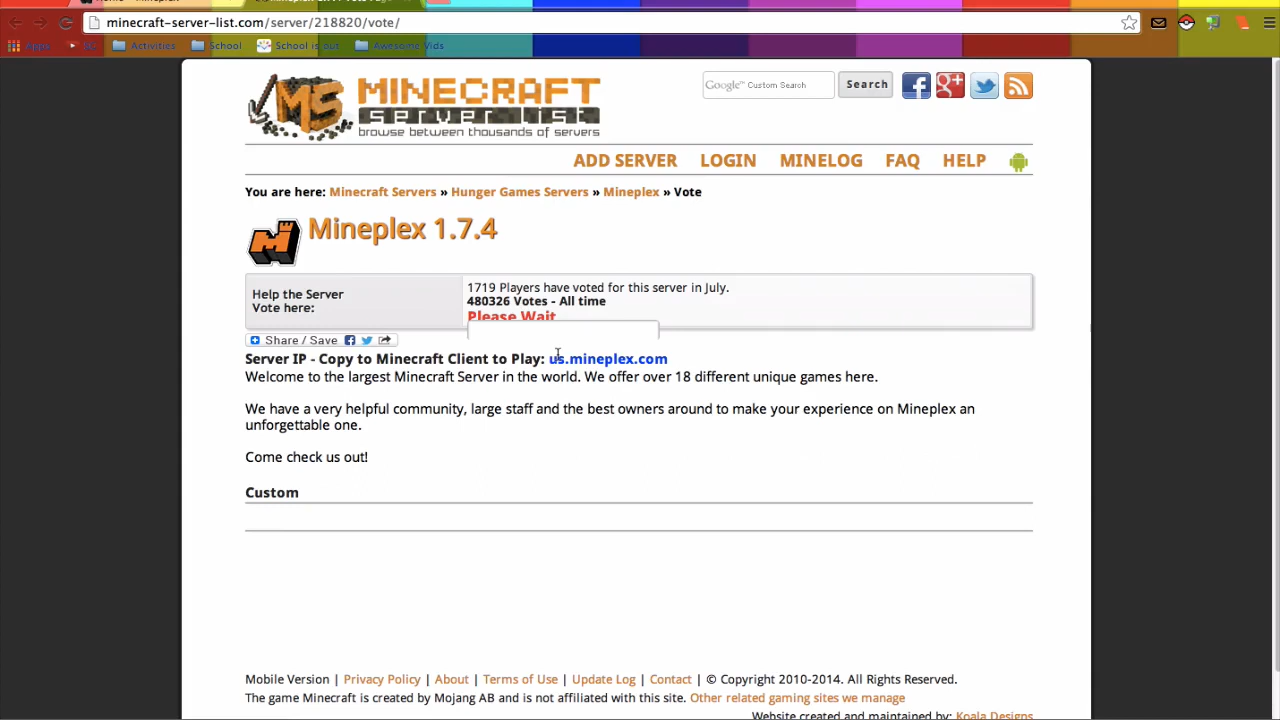 minecraft-server-list.com/server/218820/vote/
Apps
Activities
School
School is out
Awesome Vids
MS
MINECRAFT
server list
browse between thousands of servers
Google™ Custom Search
Search
ADD SERVER LOGIN MINELOG FAQ HELP
You are here: Minecraft Servers » Hunger Games Servers » Mineplex » Vote
Mineplex 1.7.4
Help the Server
Vote here:
1719 Players have voted for this server in July.
480326 Votes - All time
Please Wait
Share / Save
Server IP - Copy to Minecraft Client to Play: us.mineplex.com
Welcome to the largest Minecraft Server in the world. We offer over 18 different unique games here.
We have a very helpful community, large staff and the best owners around to make your experience on Mineplex an
unforgettable one.
Come check us out!
Custom
Mobile Version | Privacy Policy | About | Terms of Use | Update Log | Contact | © Copyright 2010-2014. All Rights Reserved.
The game Minecraft is created by Mojang AB and is not affiliated with this site. Other related gaming sites we manage
Website created and maintained by: Koala Designs